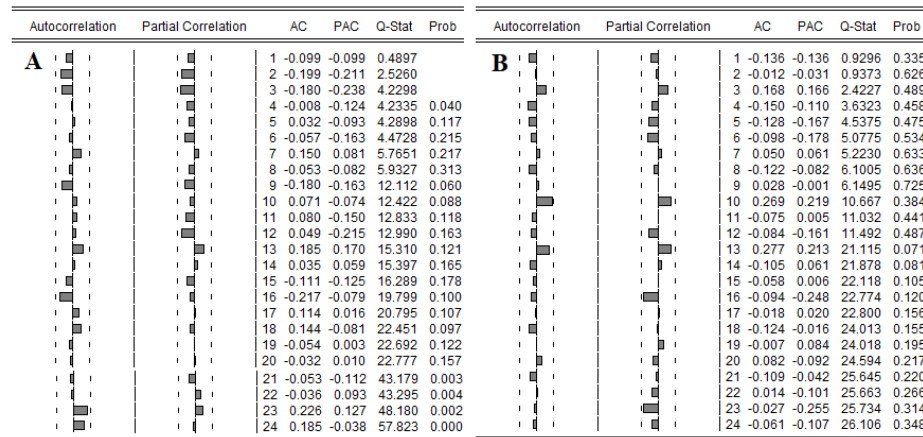 Autocorrelation Partial Correlation AC PAC Q-Stat Prob
A
1 -0.099 -0.099 0.4897
2 -0.199 -0.211 2.5260
3 -0.180 -0.238 4.2298
4 -0.008 -0.124 4.2335 0.040
5 0.032 -0.093 4.2898 0.117
6 -0.057 -0.163 4.4728 0.215
7 0.150 0.081 5.7651 0.217
8 -0.053 -0.082 5.9327 0.313
9 -0.180 -0.163 12.112 0.060
10 0.071 -0.074 12.422 0.088
11 0.080 -0.150 12.833 0.118
12 0.049 -0.215 12.990 0.163
13 0.185 0.170 15.310 0.121
14 0.035 0.059 15.397 0.165
15 -0.111 -0.125 16.289 0.178
16 -0.217 -0.079 19.799 0.100
17 0.114 0.016 20.795 0.107
18 0.144 -0.081 22.451 0.097
19 -0.054 0.003 22.692 0.122
20 -0.032 0.010 22.777 0.157
21 -0.053 -0.112 43.179 0.003
22 -0.036 0.093 43.295 0.004
23 0.226 0.127 48.180 0.002
24 0.185 -0.038 57.823 0.000
Autocorrelation Partial Correlation AC PAC Q-Stat Prob
B
1 -0.136 -0.136 0.9296 0.335
2 -0.012 -0.031 0.9373 0.626
3 0.168 0.166 2.4227 0.489
4 -0.150 -0.110 3.6323 0.458
5 -0.128 -0.167 4.5375 0.475
6 -0.098 -0.178 5.0775 0.534
7 0.050 0.061 5.2230 0.633
8 -0.122 -0.082 6.1005 0.636
9 0.028 -0.001 6.1495 0.725
10 0.269 0.219 10.667 0.384
11 -0.075 0.005 11.032 0.441
12 -0.084 -0.161 11.492 0.487
13 0.277 0.213 21.115 0.071
14 -0.105 0.061 21.878 0.081
15 -0.058 0.006 22.118 0.105
16 -0.094 -0.248 22.774 0.120
17 -0.018 0.020 22.800 0.156
18 -0.124 -0.016 24.013 0.155
19 -0.007 0.084 24.018 0.195
20 0.082 -0.092 24.594 0.217
21 -0.109 -0.042 25.645 0.220
22 0.014 -0.101 25.663 0.266
23 -0.027 -0.255 25.734 0.314
24 -0.061 -0.107 26.106 0.346